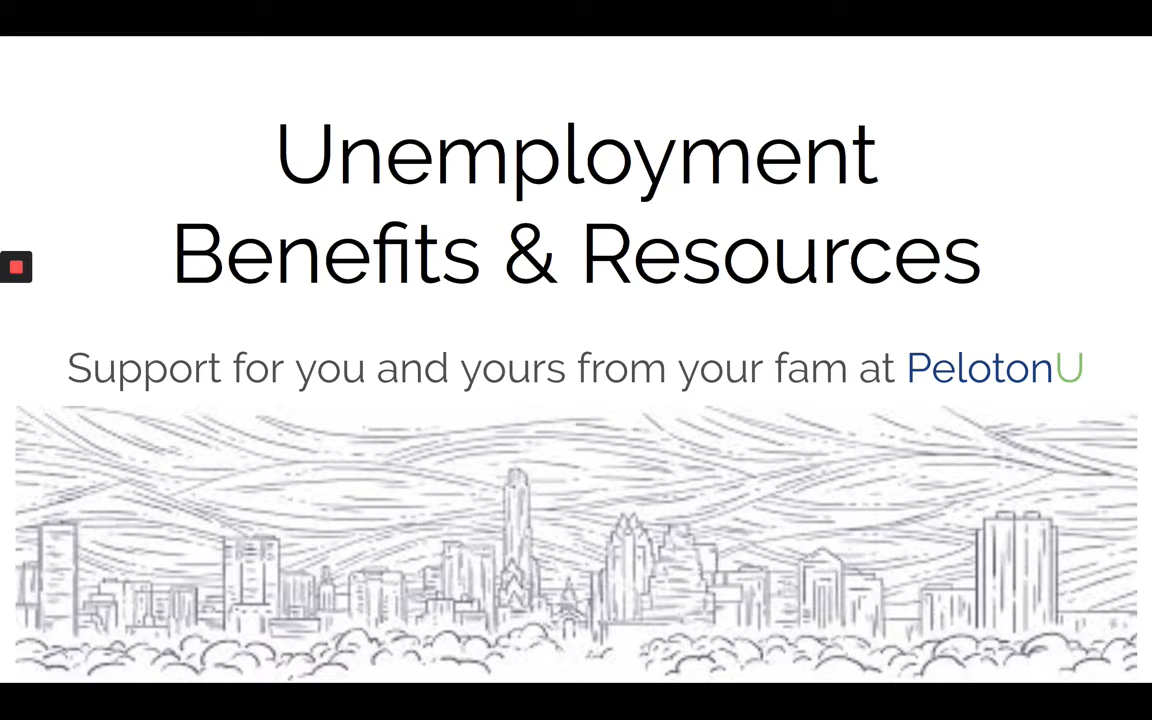 Unemployment
Benefits & Resources
Support for you and yours from your fam at PelotonU